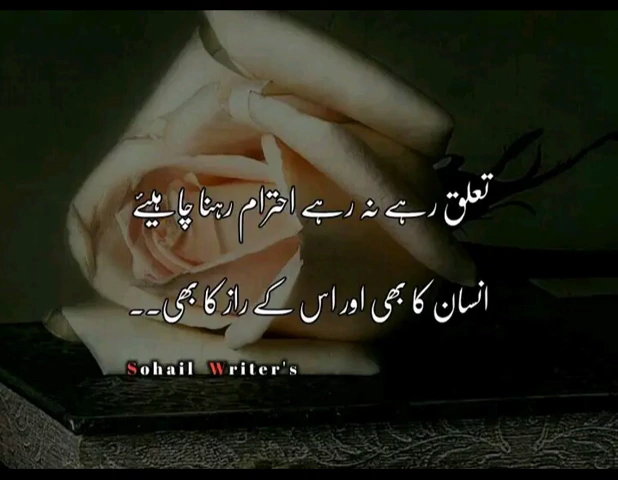 تعلق رہے نہ رہے احترام رہنا چاہیئے
انسان کا بھی اور اس کے راز کا بھی۔۔
Sohail Writer's